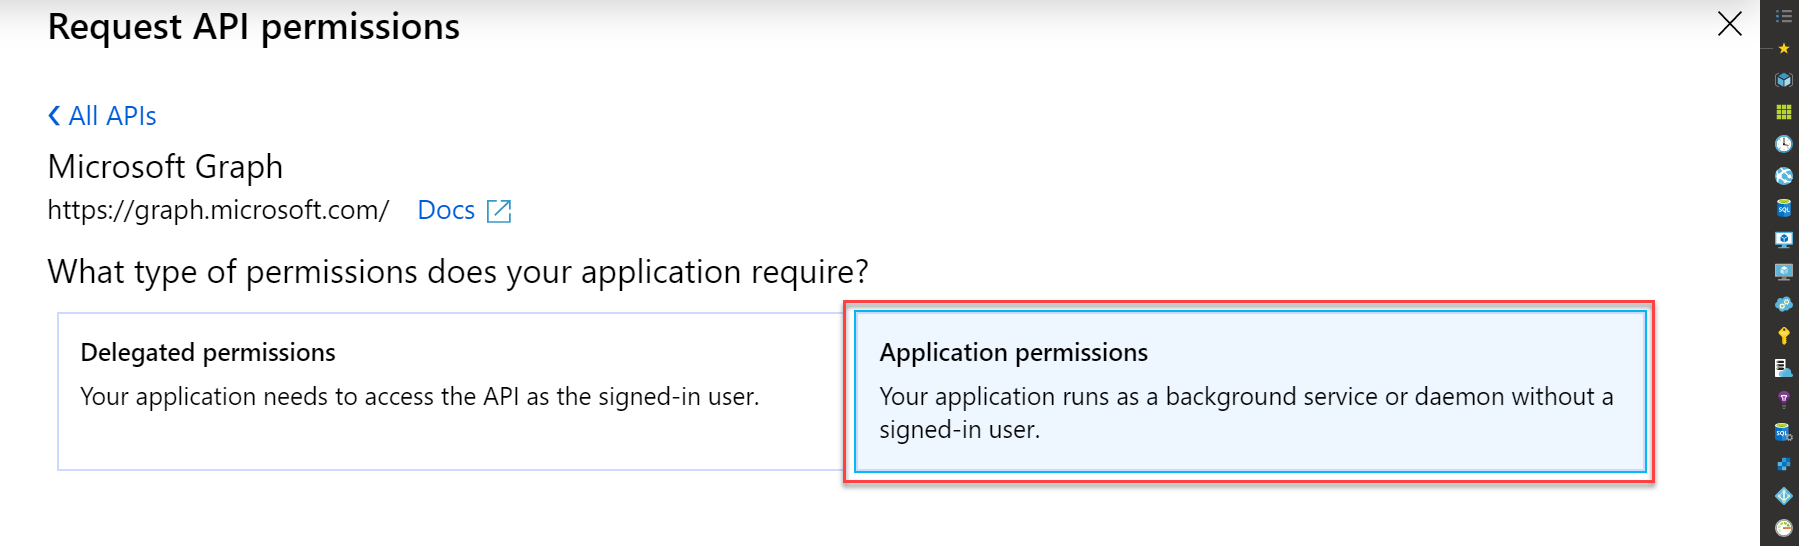 Request API permissions
All APIs
Microsoft Graph
https://graph.microsoft.com/ Docs
What type of permissions does your application require?
Delegated permissions
Your application needs to access the API as the signed-in user.
Application permissions
Your application runs as a background service or daemon without a
signed-in user.
SQL
SQL